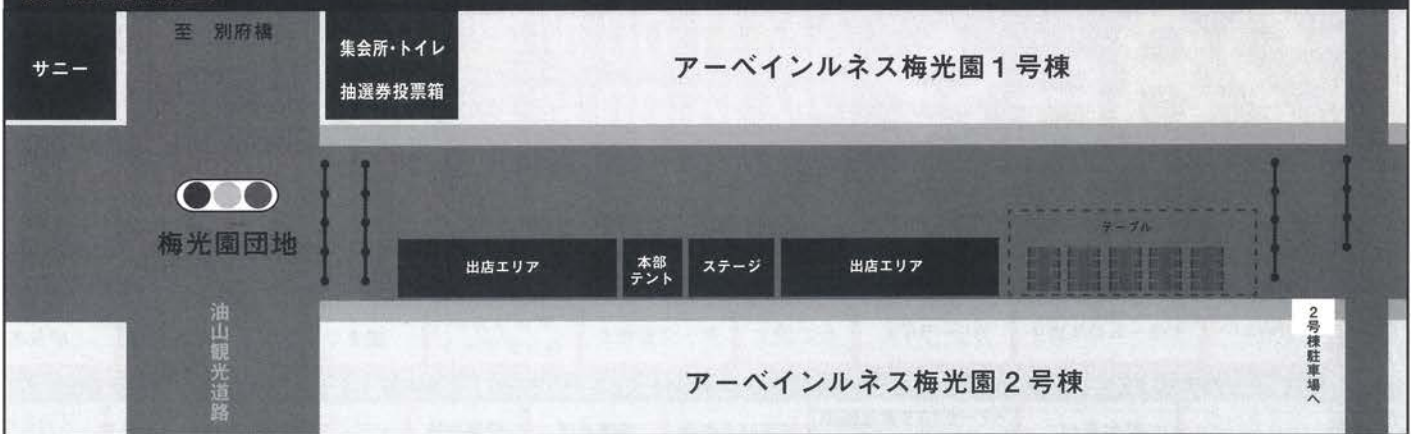 至 別府橋
サニー
集会所・トイレ
抽選券投票箱
アーベインルネス梅光園1号棟
梅光園団地
テーブル
出店エリア
本部
テント
ステージ
出店エリア
油山観光道路
2号棟駐車場へ
アーベインルネス梅光園2号棟